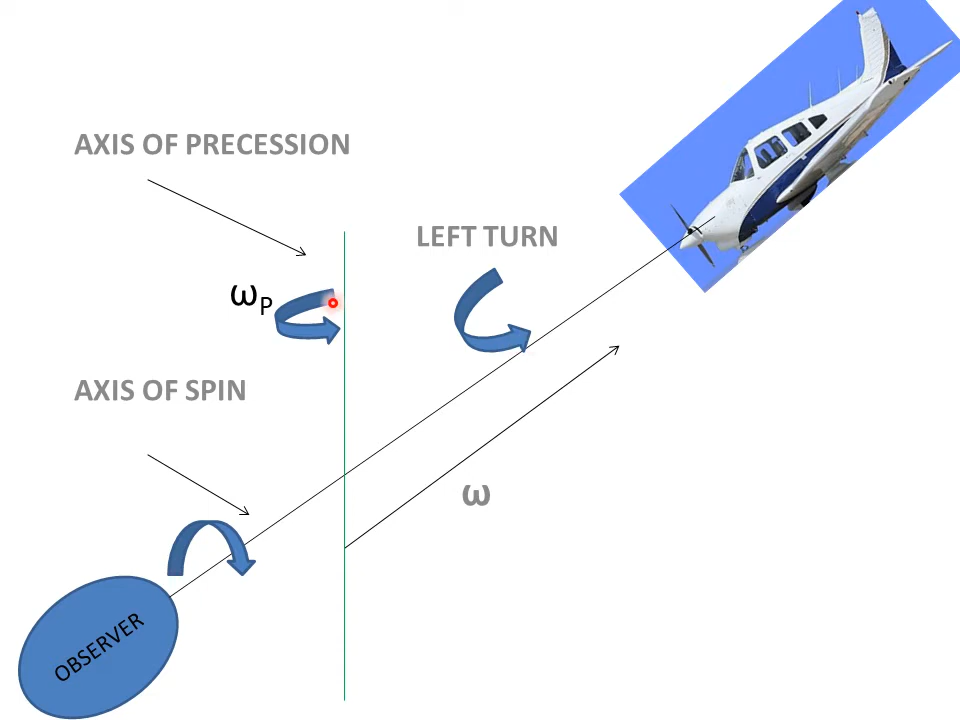 AXIS OF PRECESSION
LEFT TURN
ωP
AXIS OF SPIN
ω
OBSERVER